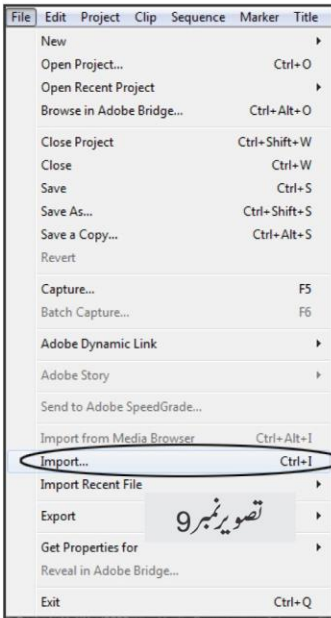 File Edit Project Clip Sequence Marker Title
New
Open Project... Ctrl+O
Open Recent Project
Browse in Adobe Bridge... Ctrl+Alt+O
Close Project Ctrl+Shift+W
Close Ctrl+W
Save Ctrl+S
Save As... Ctrl+Shift+S
Save a Copy... Ctrl+Alt+S
Revert
Capture... F5
Batch Capture... F6
Adobe Dynamic Link
Adobe Story
Send to Adobe SpeedGrade...
Import from Media Browser Ctrl+Alt+I
Import... Ctrl+I
Import Recent File
Export
تصویر نمبر 9
Get Properties for
Reveal in Adobe Bridge...
Exit Ctrl+Q